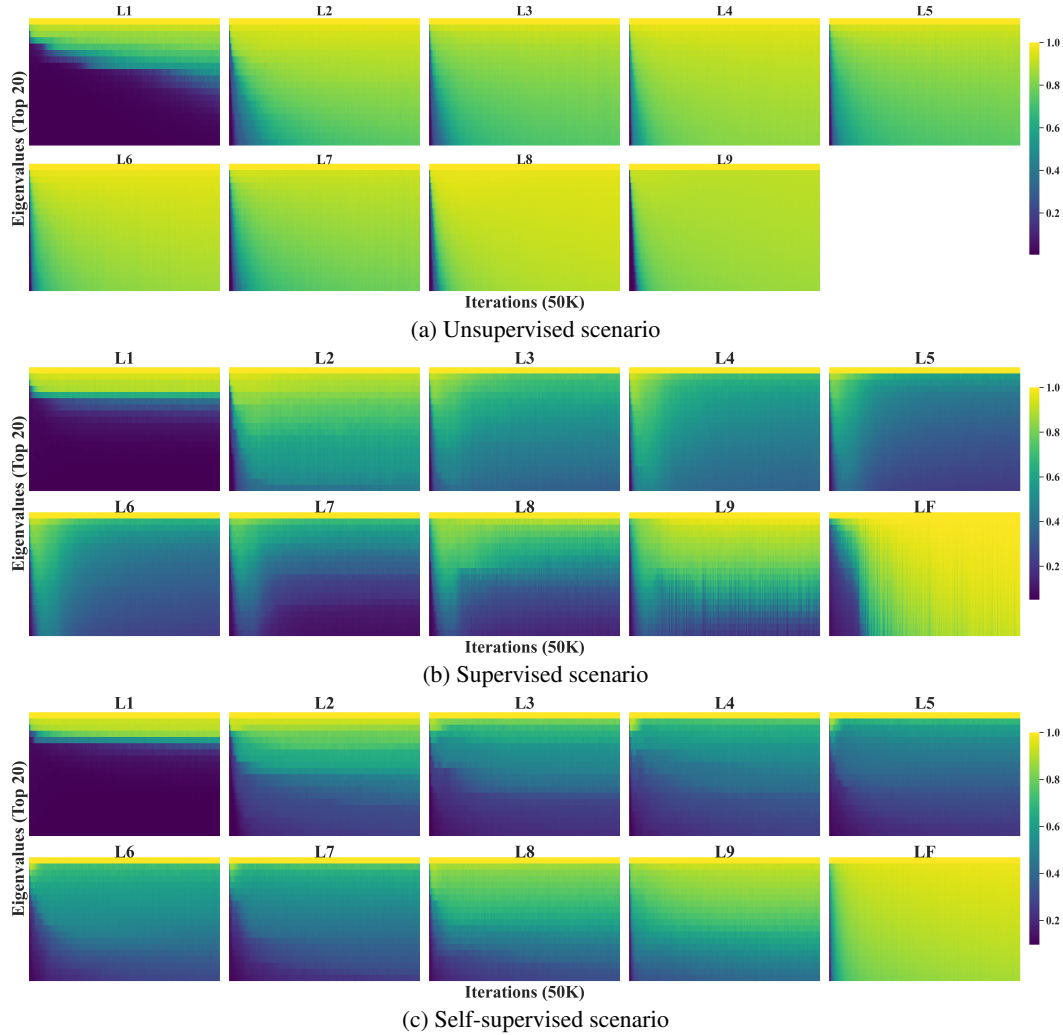 L1 L2 L3 L4 L5
Eigenvalues (Top 20)
1.0
0.8
0.6
0.4
0.2
L6 L7 L8 L9
Iterations (50K)
(a) Unsupervised scenario
L1 L2 L3 L4 L5
Eigenvalues (Top 20)
1.0
0.8
0.6
0.4
0.2
L6 L7 L8 L9 LF
Iterations (50K)
(b) Supervised scenario
L1 L2 L3 L4 L5
Eigenvalues (Top 20)
1.0
0.8
0.6
0.4
0.2
L6 L7 L8 L9 LF
Iterations (50K)
(c) Self-supervised scenario